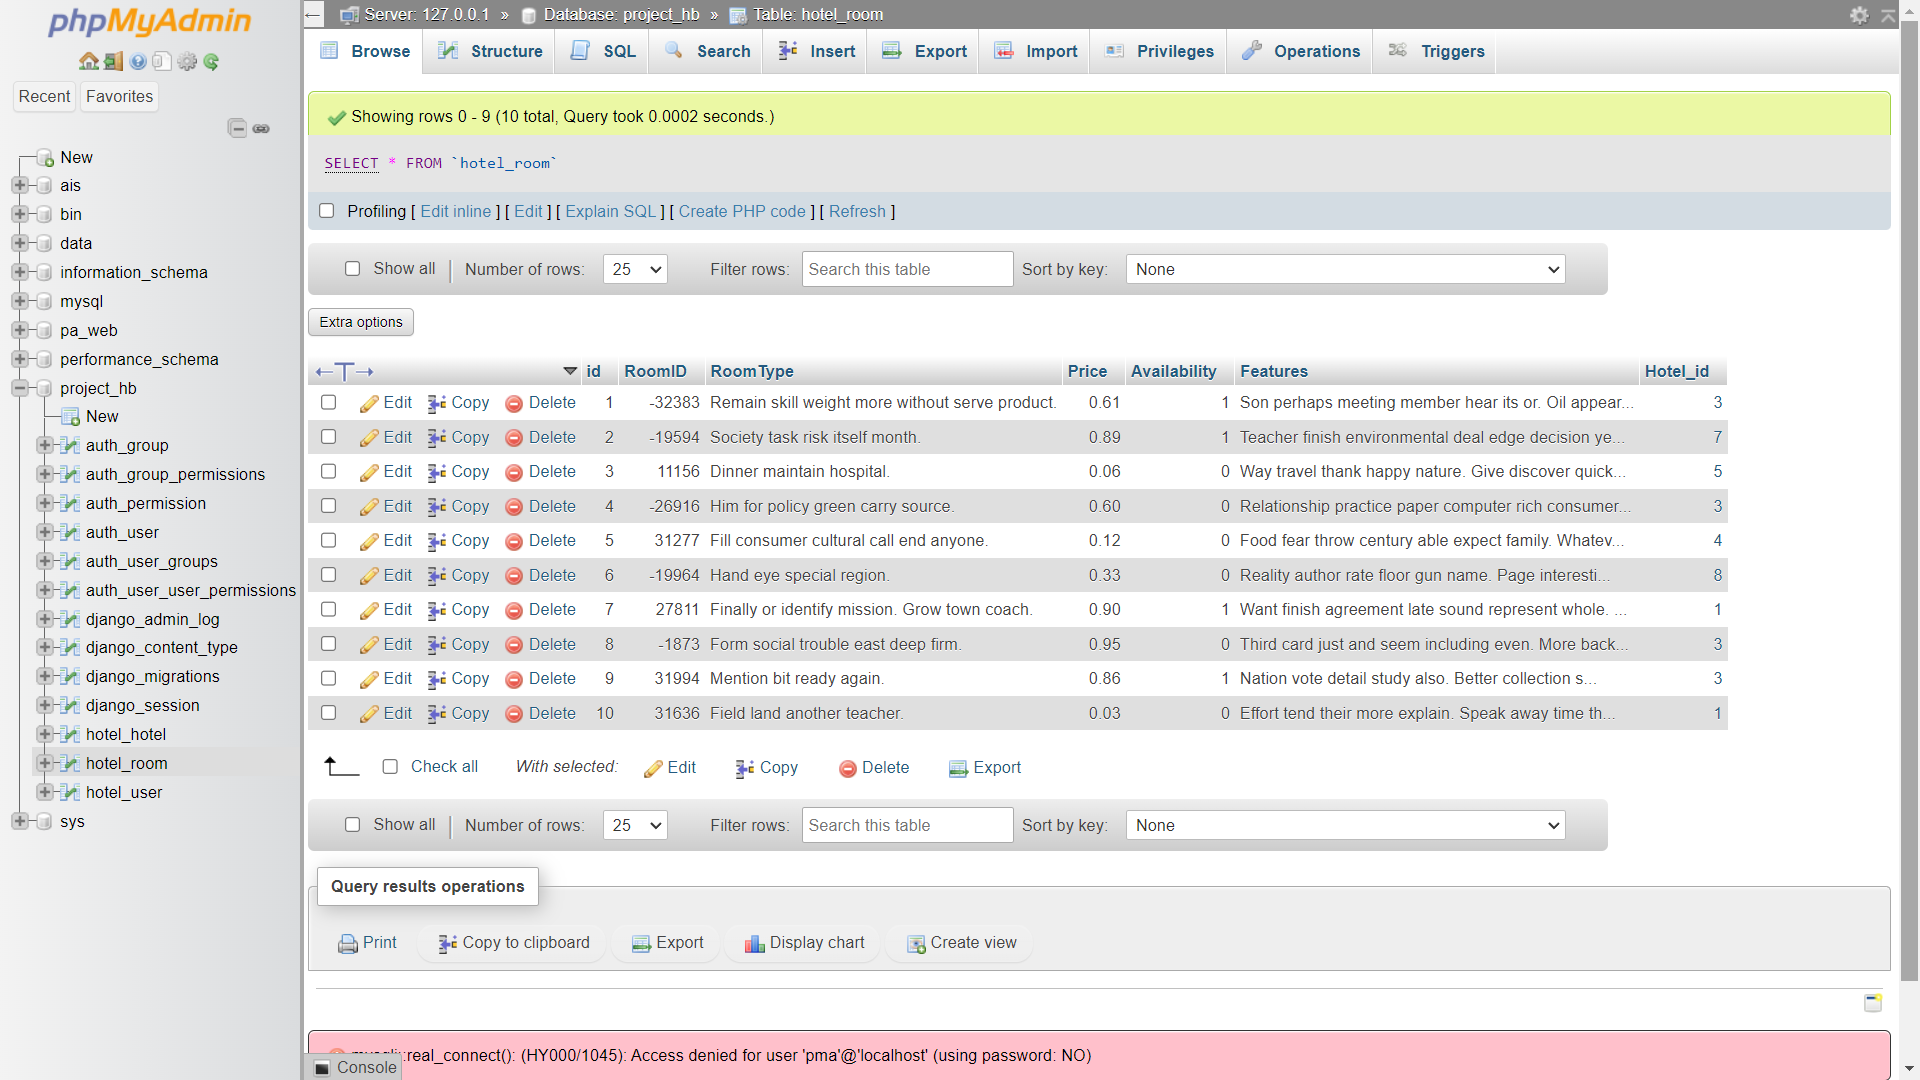 phpMyAdmin
Recent Favorites
New
ais
bin
data
information_schema
mysql
pa_web
performance_schema
project_hb
New
auth_group
auth_group_permissions
auth_permission
auth_user
auth_user_groups
auth_user_user_permissions
django_admin_log
django_content_type
django_migrations
django_session
hotel_hotel
hotel_room
hotel_user
sys
Server: 127.0.0.1 » Database: project_hb » Table: hotel_room
Browse Structure SQL Search Insert Export Import Privileges Operations Triggers
Showing rows 0 - 9 (10 total, Query took 0.0002 seconds.)
SELECT * FROM `hotel_room`
Profiling [ Edit inline ] [ Edit ] [ Explain SQL ] [ Create PHP code ] [ Refresh ]
Show all Number of rows: 25 Filter rows: Search this table Sort by key: None
Extra options
id RoomID RoomType Price Availability Features Hotel_id
Edit Copy Delete 1 -32383 Remain skill weight more without serve product. 0.61 1 Son perhaps meeting member hear its or. Oil appear... 3
Edit Copy Delete 2 -19594 Society task risk itself month. 0.89 1 Teacher finish environmental deal edge decision ye... 7
Edit Copy Delete 3 11156 Dinner maintain hospital. 0.06 0 Way travel thank happy nature. Give discover quick... 5
Edit Copy Delete 4 -26916 Him for policy green carry source. 0.60 0 Relationship practice paper computer rich consumer... 3
Edit Copy Delete 5 31277 Fill consumer cultural call end anyone. 0.12 0 Food fear throw century able expect family. Whatev... 4
Edit Copy Delete 6 -19964 Hand eye special region. 0.33 0 Reality author rate floor gun name. Page interesti... 8
Edit Copy Delete 7 27811 Finally or identify mission. Grow town coach. 0.90 1 Want finish agreement late sound represent whole. ... 1
Edit Copy Delete 8 -1873 Form social trouble east deep firm. 0.95 0 Third card just and seem including even. More back... 3
Edit Copy Delete 9 31994 Mention bit ready again. 0.86 1 Nation vote detail study also. Better collection s... 3
Edit Copy Delete 10 31636 Field land another teacher. 0.03 0 Effort tend their more explain. Speak away time th... 1
Check all With selected: Edit Copy Delete Export
Show all Number of rows: 25 Filter rows: Search this table Sort by key: None
Query results operations
Print Copy to clipboard Export Display chart Create view
real_connect(): (HY000/1045): Access denied for user 'pma'@'localhost' (using password: NO)
Console